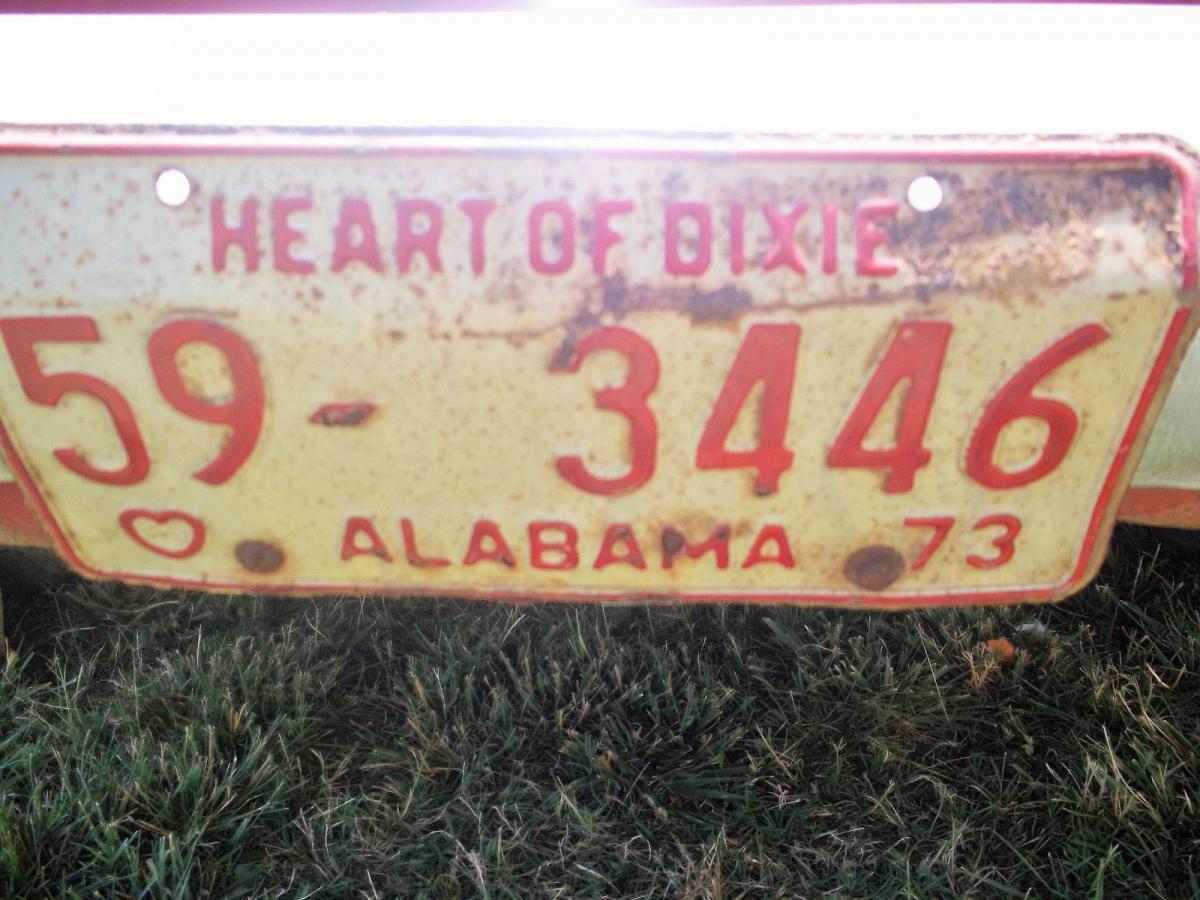 HEART OF DIXIE
59-3446
ALABAMA 73